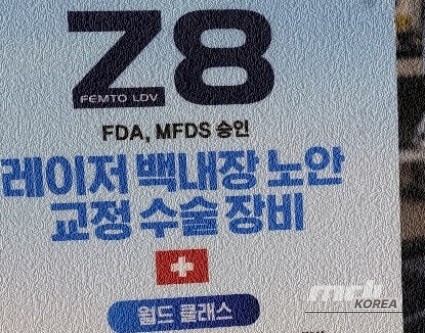 Z8
FEMTO LDV
FDA, MFDS 승인
레이저 백내장 노안
교정 수술 장비
월드 클래스
KOREA